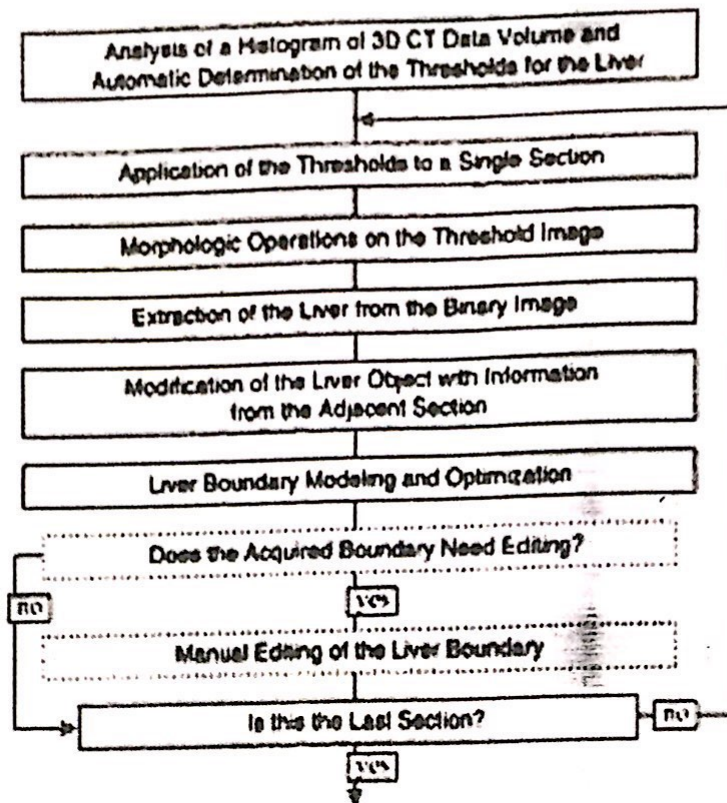 Analysis of a Histogram of 3D CT Data Volume and
Automatic Determination of the Thresholds for the Liver
Application of the Thresholds to a Single Section
Morphologic Operations on the Threshold Image
Extraction of the Liver from the Binary Image
Modification of the Liver Object with Information
from the Adjacent Section
Liver Boundary Modeling and Optimization
Does the Acquired Boundary Need Editing?
no
yes
Manual Editing of the Liver Boundary
Is this the Last Section?
no
yes